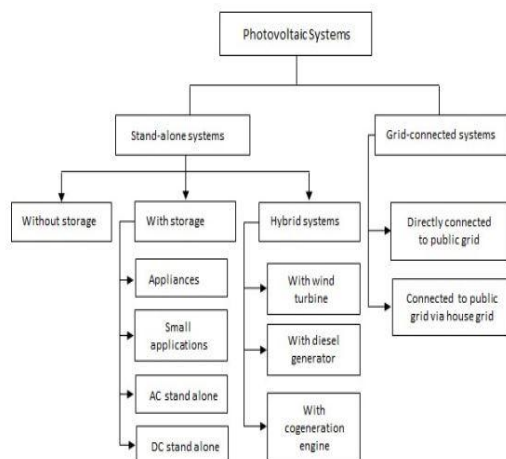 Photovoltaic Systems
Stand-alone systems
Grid-connected systems
Without storage
With storage
Hybrid systems
Directly connected
to public grid
Appliances
With wind
turbine
Connected to public
grid via house grid
Small
applications
With diesel
generator
AC stand alone
With
cogeneration
engine
DC stand alone